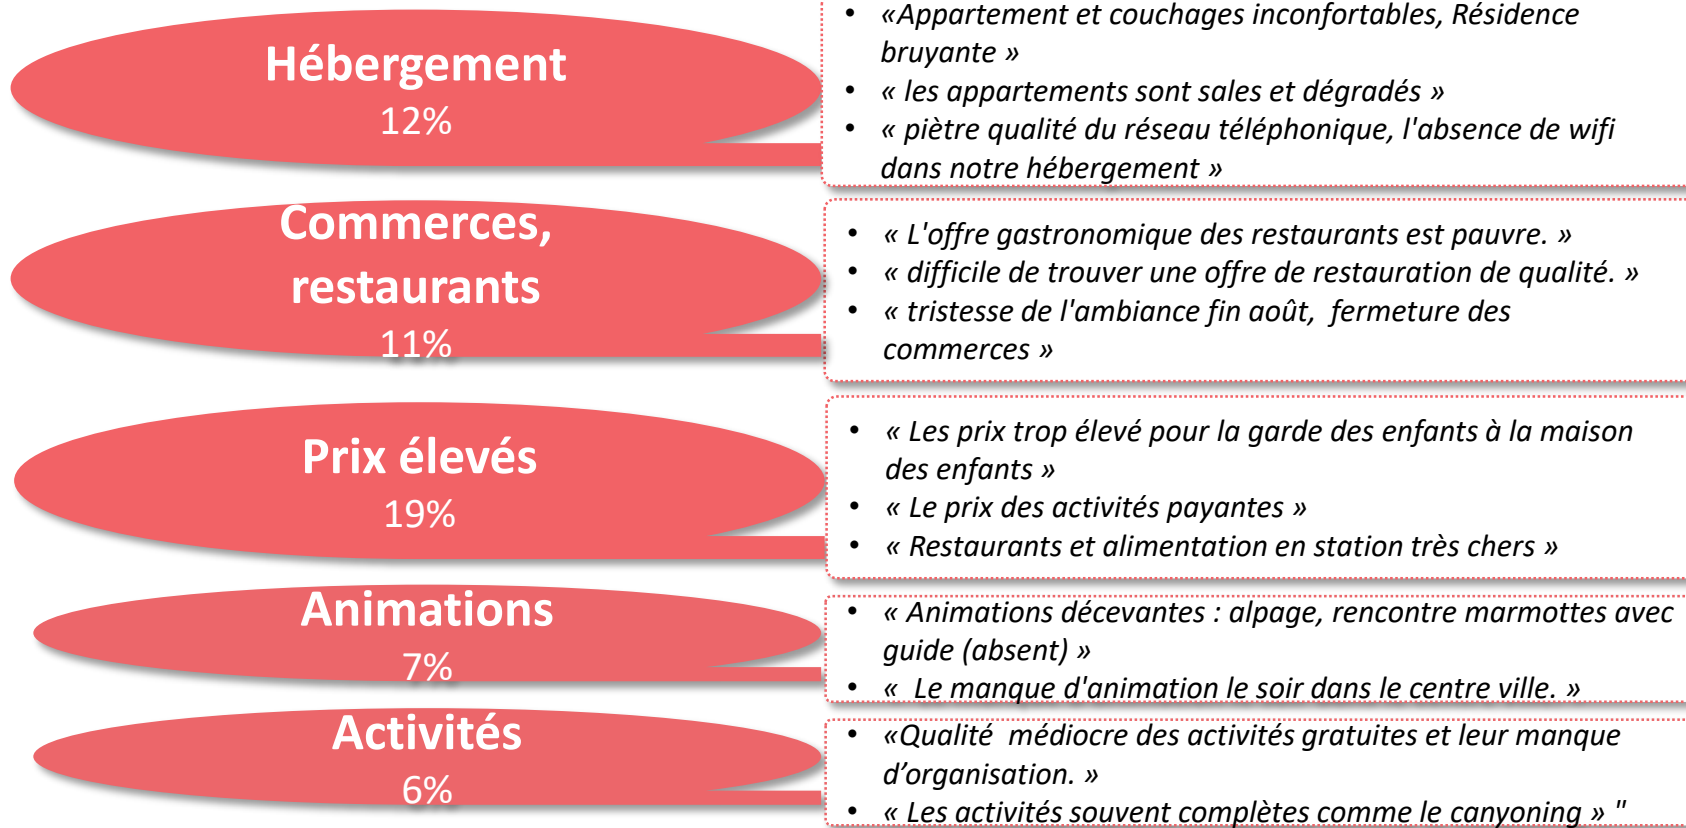 Hébergement
12%
• «Appartement et couchages inconfortables, Résidence
bruyante »
• « les appartements sont sales et dégradés »
• « piètre qualité du réseau téléphonique, l'absence de wifi
dans notre hébergement »
Commerces,
restaurants
11%
• « L'offre gastronomique des restaurants est pauvre. »
• « difficile de trouver une offre de restauration de qualité. »
• « tristesse de l'ambiance fin août,  fermeture des
commerces »
Prix élevés
19%
• « Les prix trop élevé pour la garde des enfants à la maison
des enfants »
• « Le prix des activités payantes »
• « Restaurants et alimentation en station très chers »
Animations
7%
• « Animations décevantes : alpage, rencontre marmottes avec
guide (absent) »
• «  Le manque d'animation le soir dans le centre ville. »
Activités
6%
• «Qualité  médiocre des activités gratuites et leur manque
d’organisation. »
• « Les activités souvent complètes comme le canyoning » "